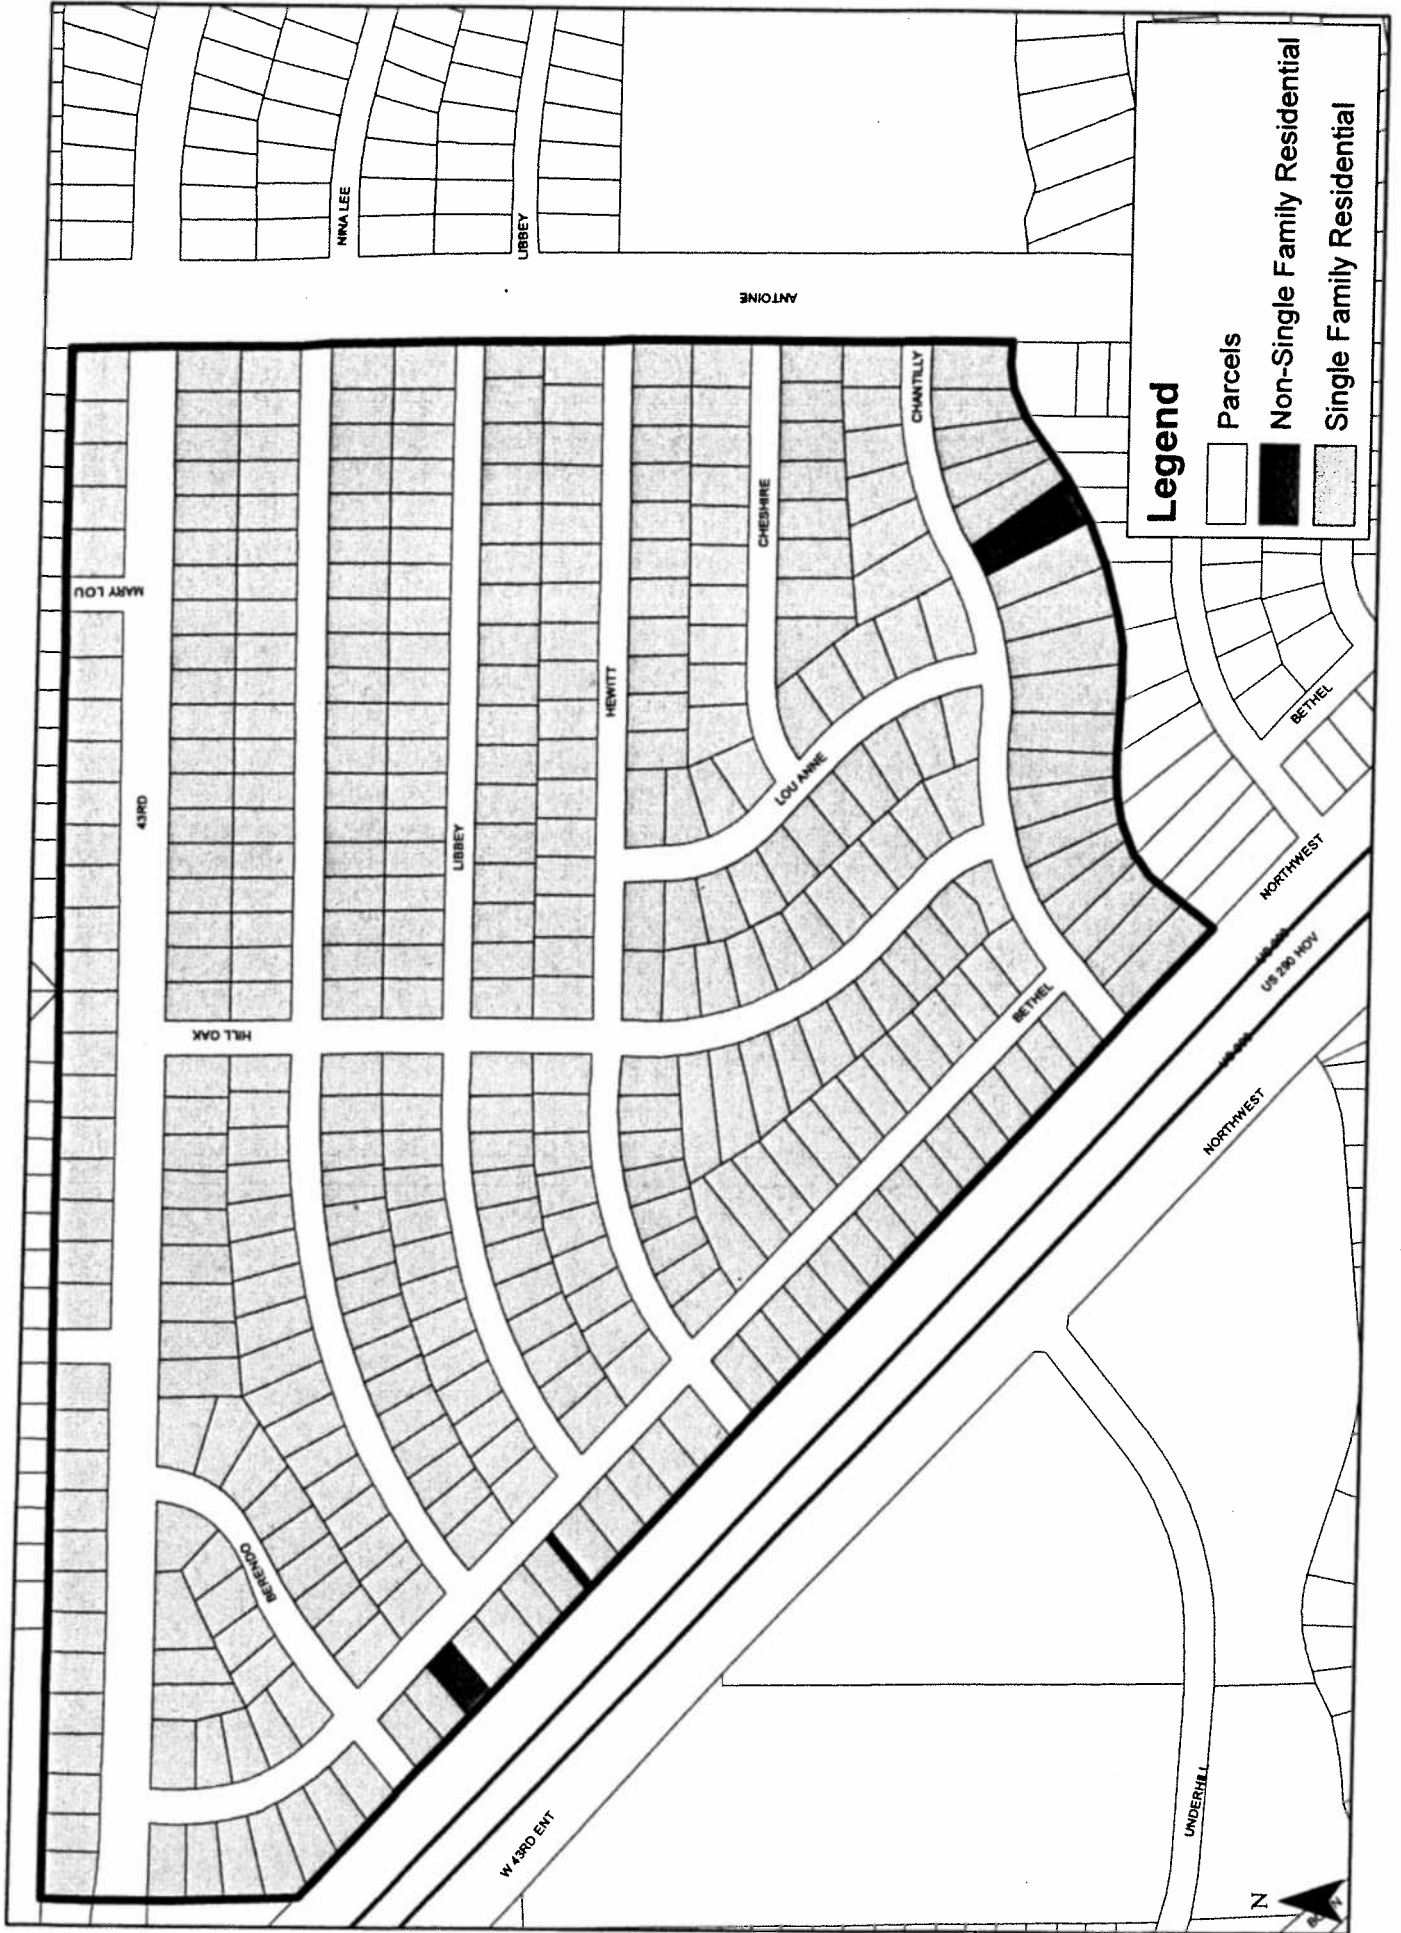 NINA LEE
LIBBEY
ANTOINE
CHANTILLY
CHESHIRE
MARY LOU
HEWITT
43RD
LIBBEY
LOU ANNE
BETHEL
NORTHWEST
HILL OAK
BETHEL
US 290 HOV
NORTHWEST
BERENDO
W 43RD ENT
UNDERHILL
N
Legend
Parcels
Non-Single Family Residential
Single Family Residential